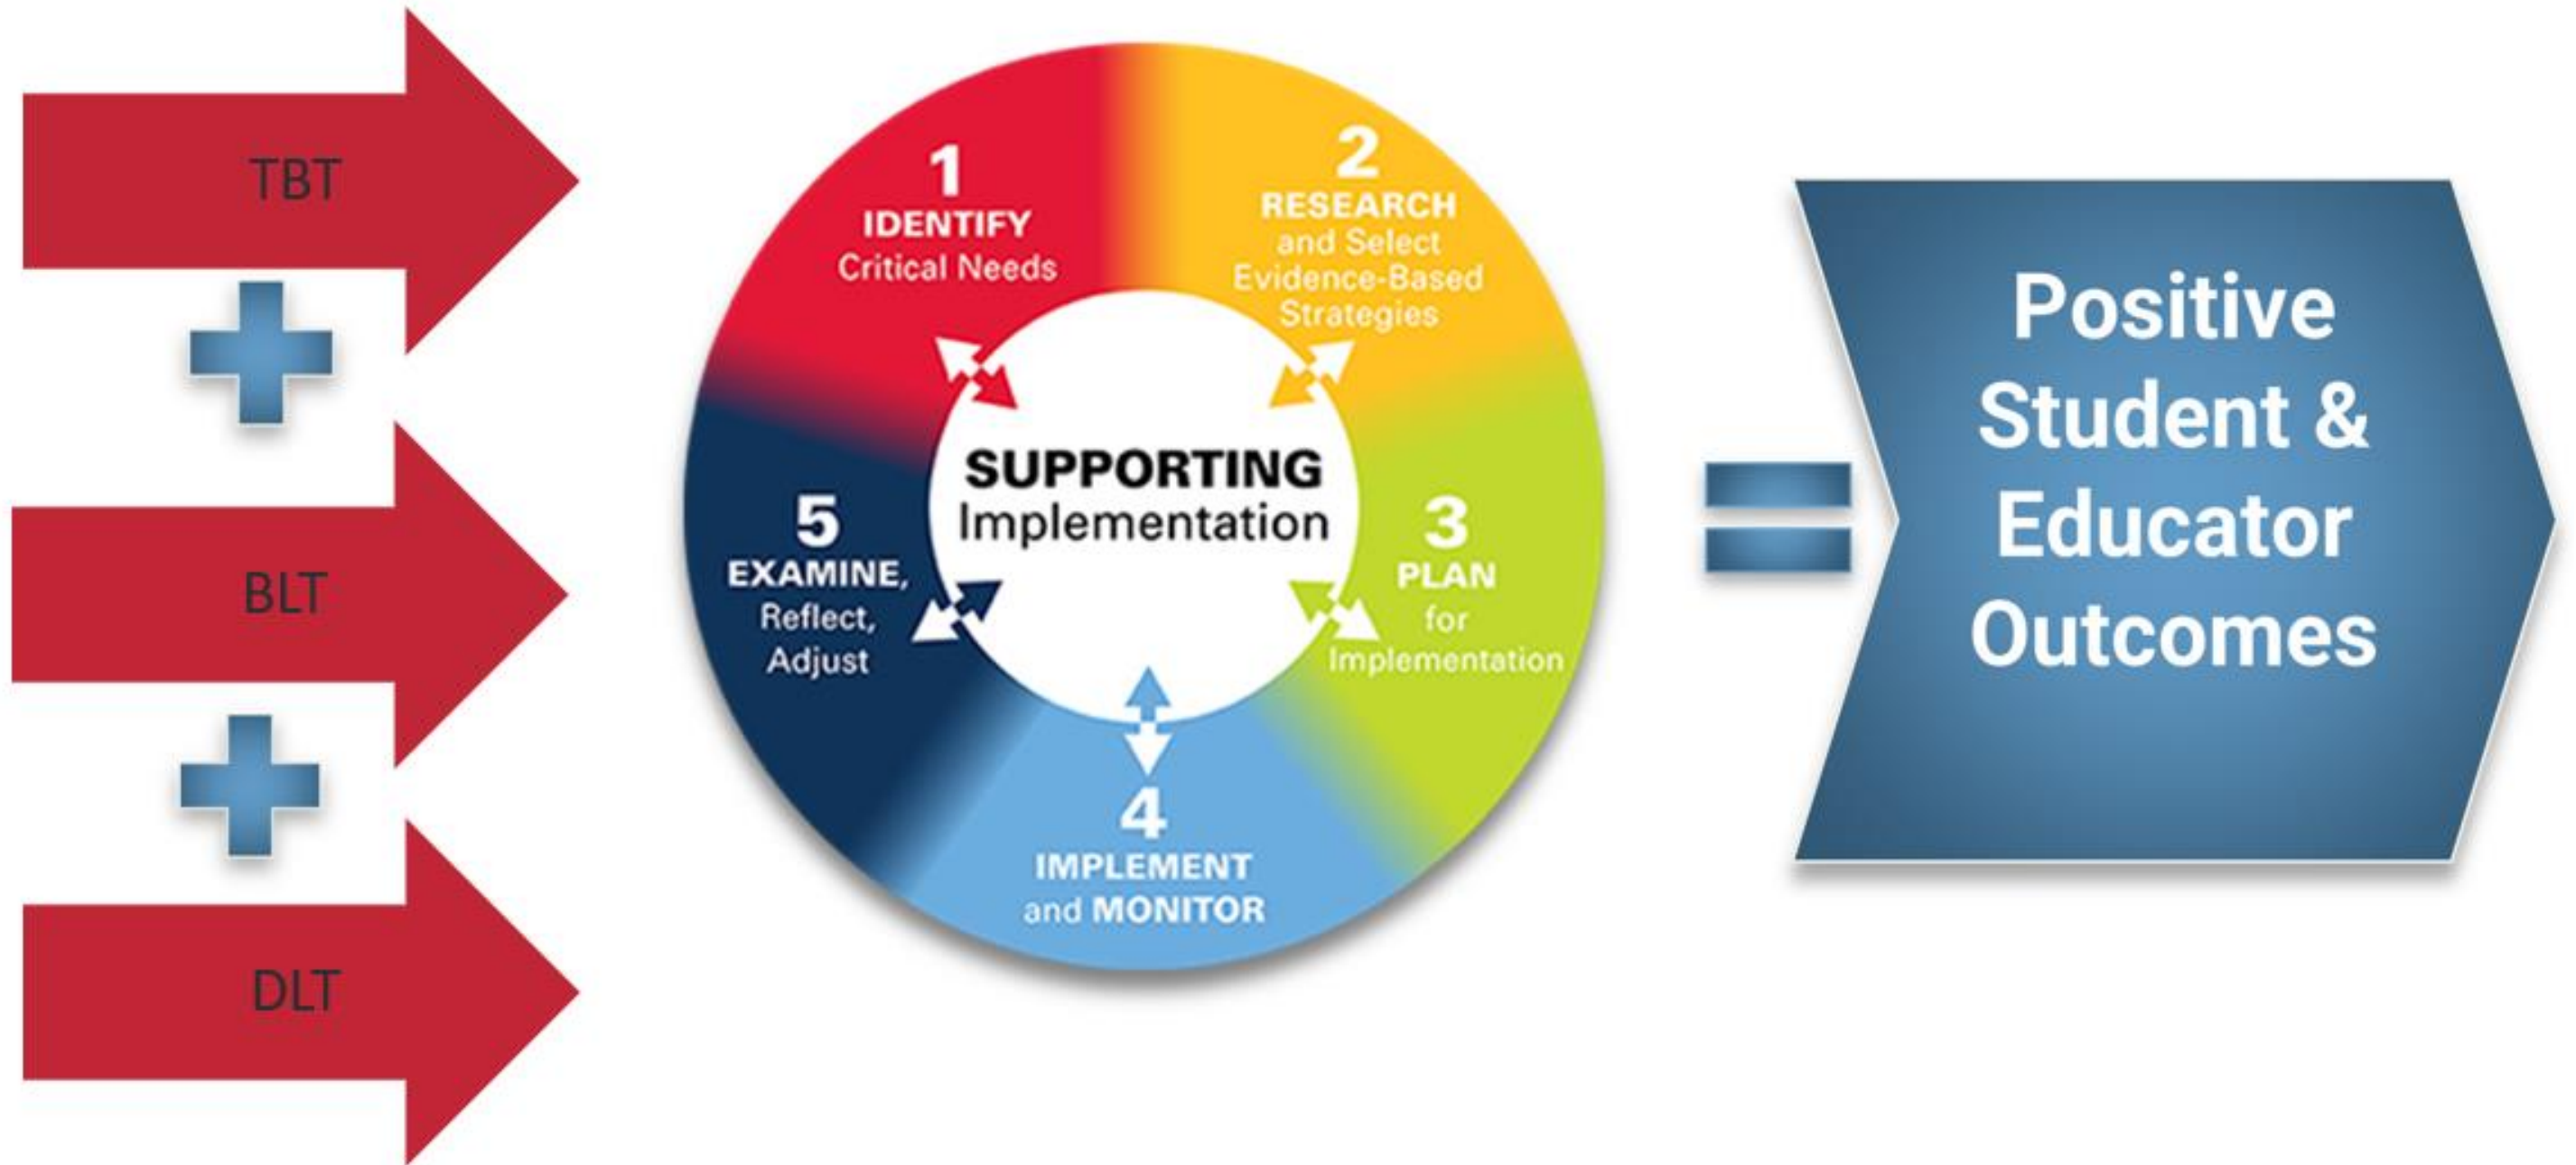 TBT
BLT
DLT
1
IDENTIFY
Critical Needs
2
RESEARCH
and Select
Evidence-Based
Strategies
3
PLAN
for
Implementation
4
IMPLEMENT
and MONITOR
5
EXAMINE,
Reflect,
Adjust
SUPPORTING
Implementation
Positive
Student &
Educator
Outcomes